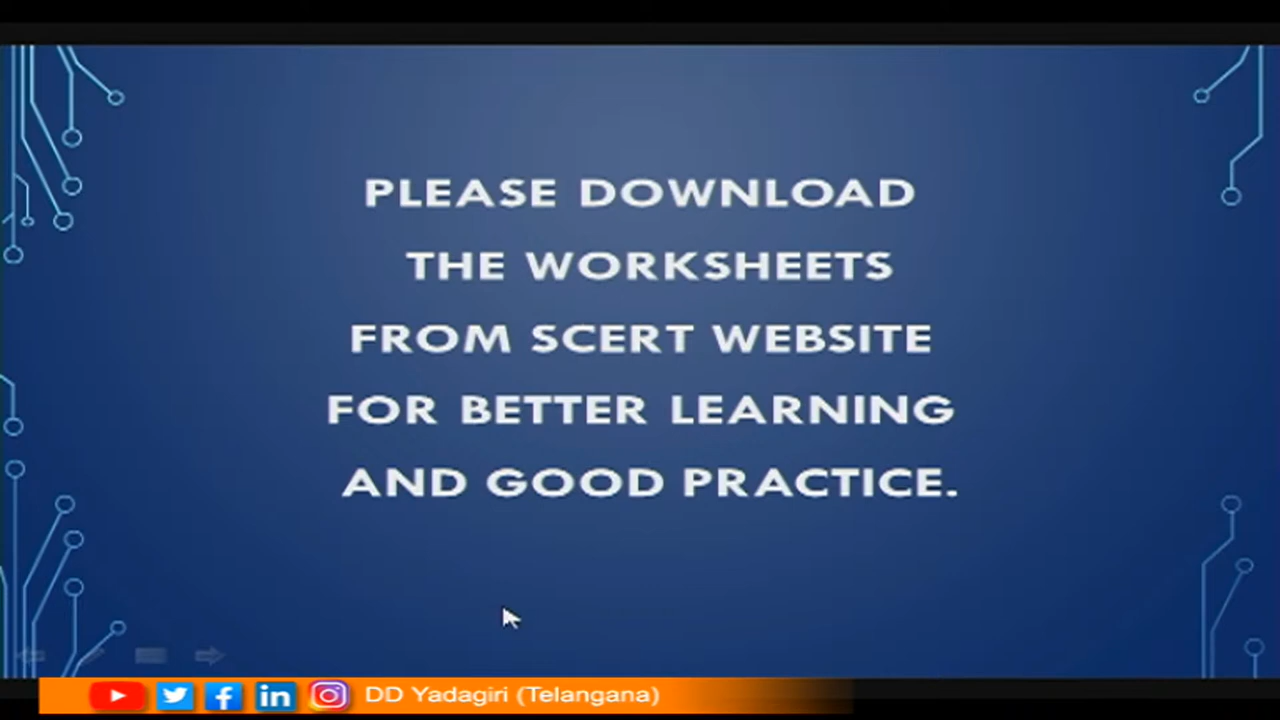 PLEASE DOWNLOAD
THE WORKSHEETS
FROM SCERT WEBSITE
FOR BETTER LEARNING
AND GOOD PRACTICE.
DD Yadagiri (Telangana)